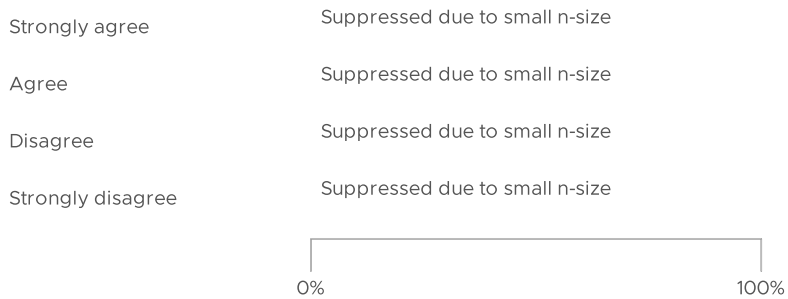 Strongly agree
Suppressed due to small n-size
Agree
Suppressed due to small n-size
Disagree
Suppressed due to small n-size
Strongly disagree
Suppressed due to small n-size
0%
100%